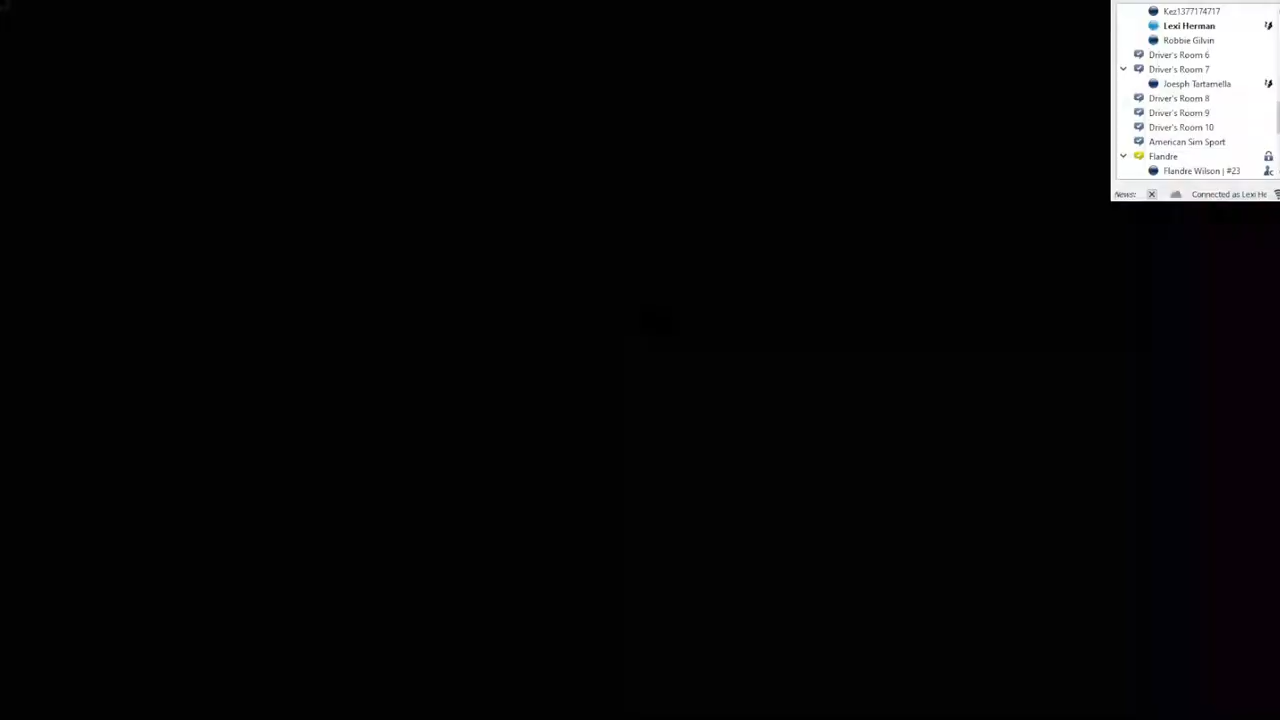 Kez1377174717
Lexi Herman
Robbie Gilvin
Driver's Room 6
Driver's Room 7
Joesph Tartamella
Driver's Room 8
Driver's Room 9
Driver's Room 10
American Sim Sport
Flandre
Flandre Wilson | #23
News: Connected as Lexi He